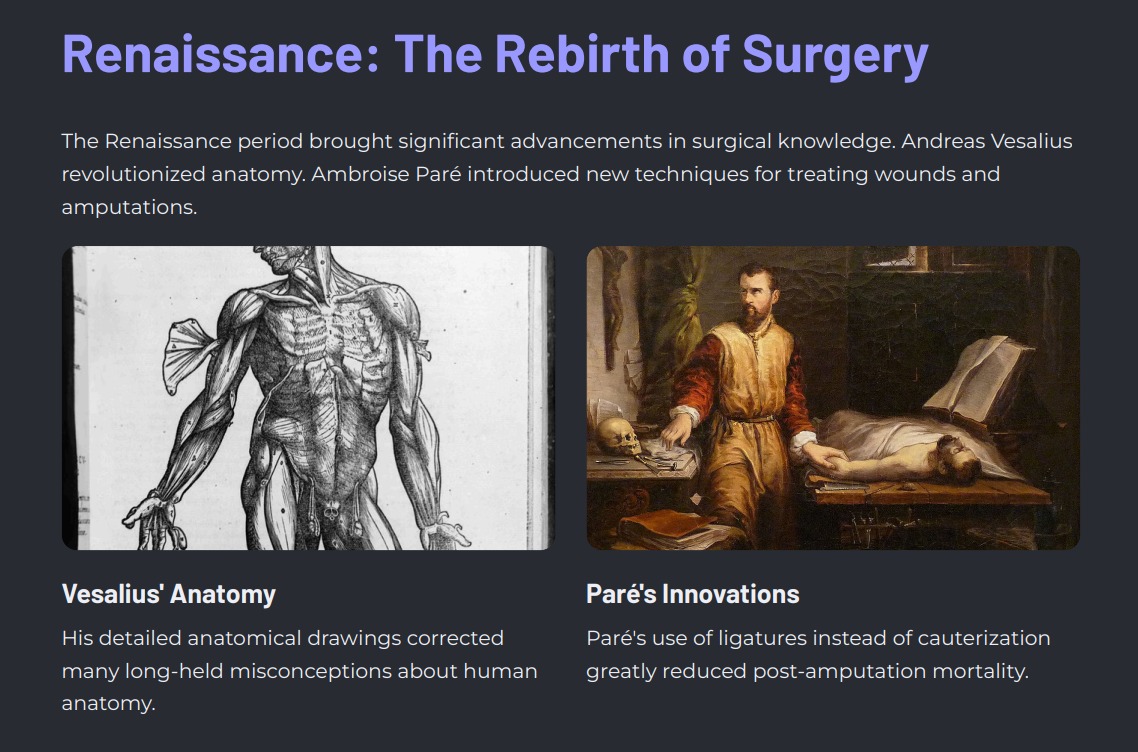 Renaissance: The Rebirth of Surgery
The Renaissance period brought significant advancements in surgical knowledge. Andreas Vesalius
revolutionized anatomy. Ambroise Paré introduced new techniques for treating wounds and
amputations.
Vesalius' Anatomy
His detailed anatomical drawings corrected
many long-held misconceptions about human
anatomy.
Paré's Innovations
Paré's use of ligatures instead of cauterization
greatly reduced post-amputation mortality.